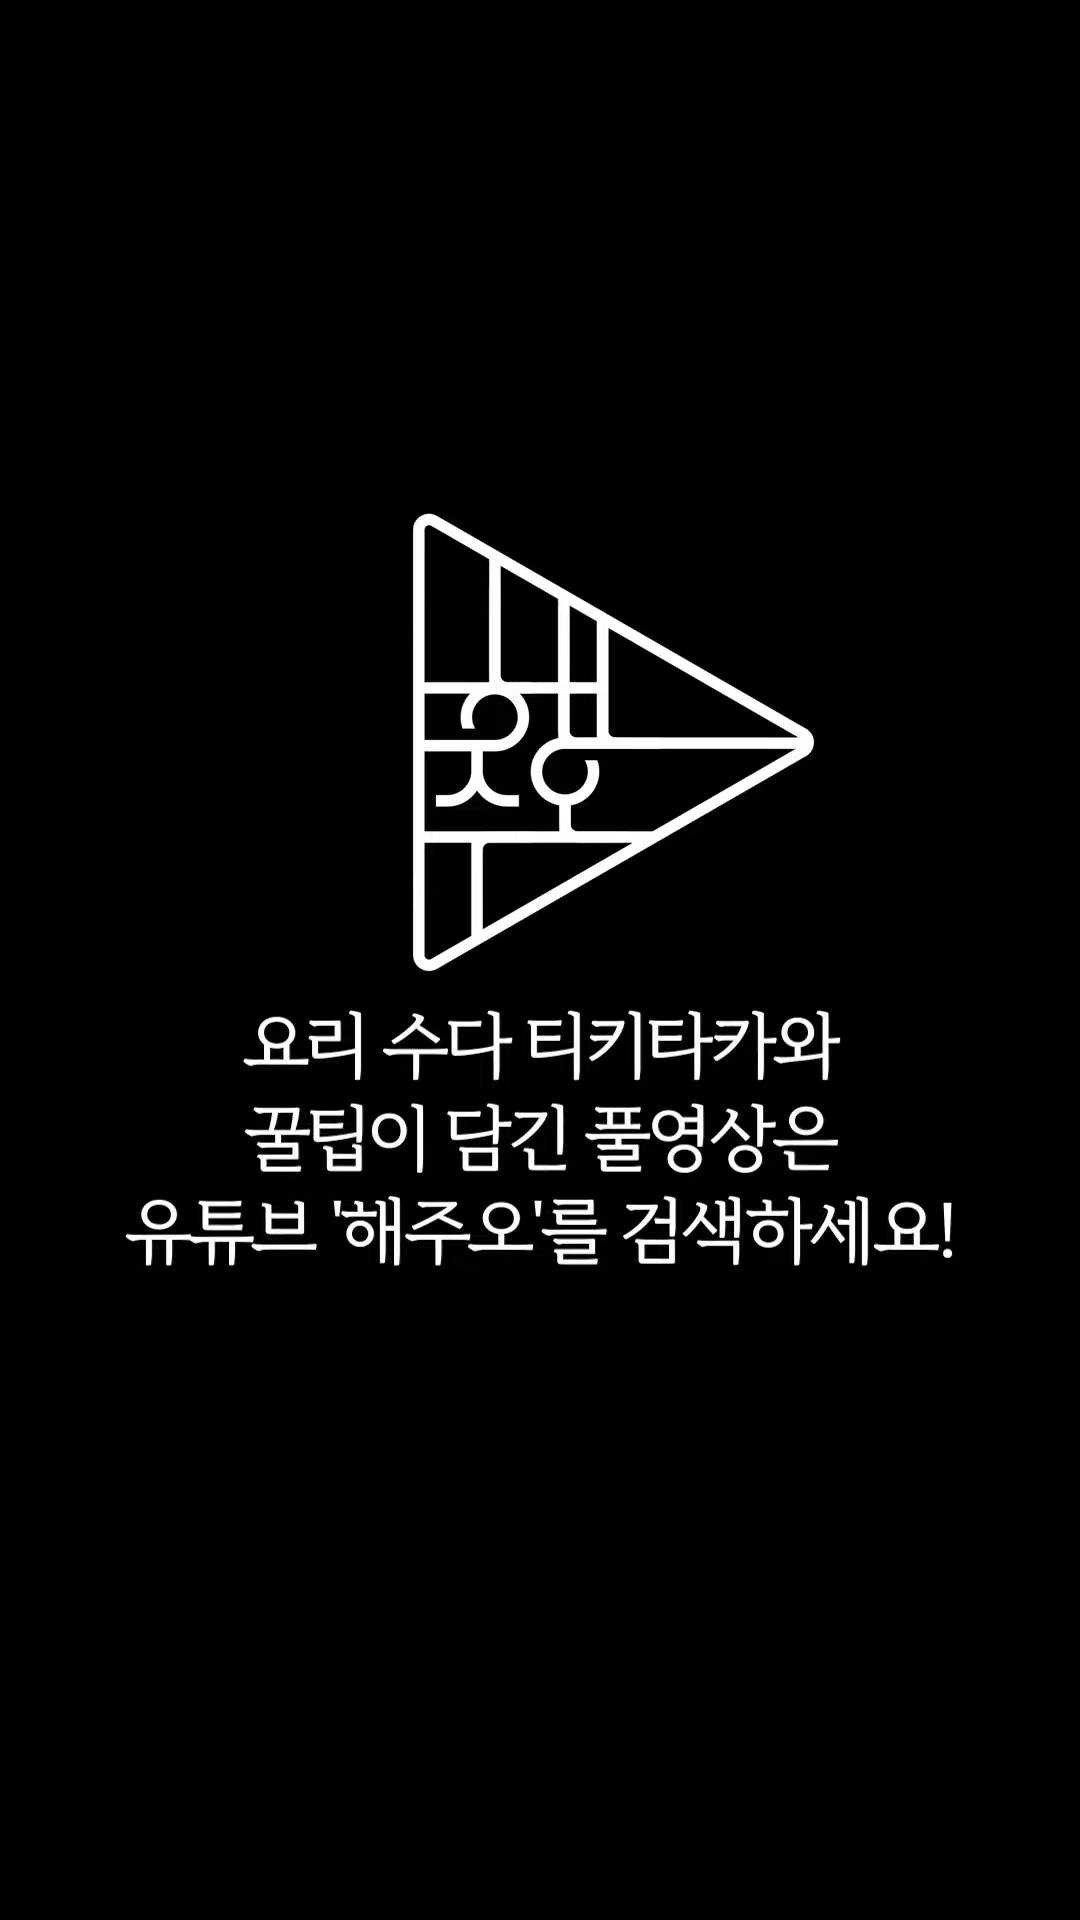 요리 수다 티키타카와
꿀팁이 담긴 풀영상은
유튜브 '해주오'를 검색하세요!